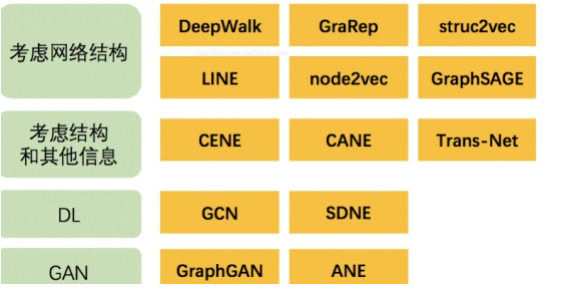 考虑网络结构
DeepWalk
GraRep
struc2vec
LINE
node2vec
GraphSAGE
考虑结构
和其他信息
CENE
CANE
Trans-Net
DL
GCN
SDNE
GAN
GraphGAN
ANE